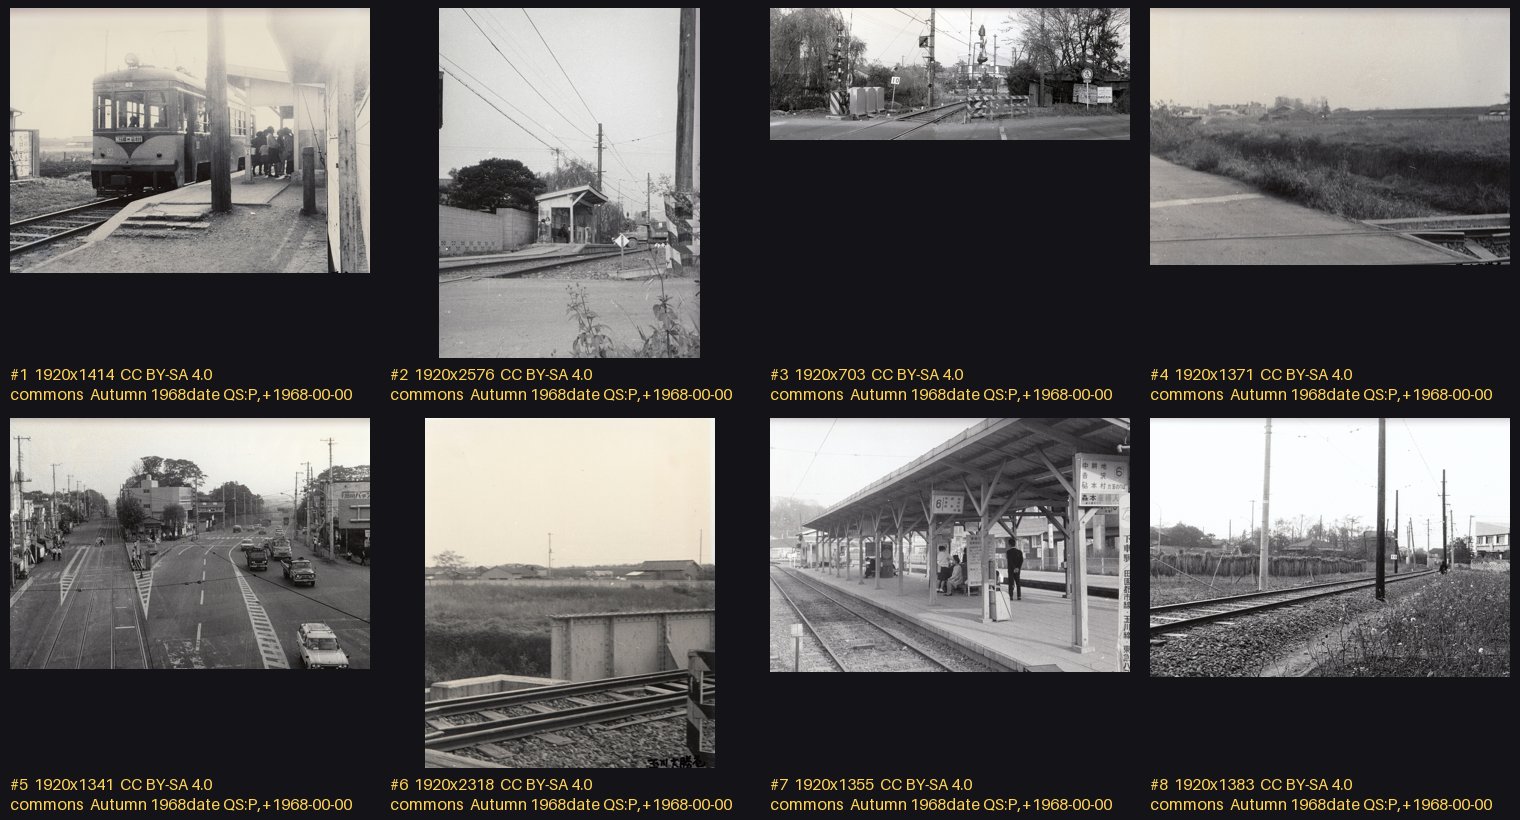 #1 1920x1414 CC BY-SA 4.0
commons Autumn 1968date QS:P,+1968-00-00
#2 1920x2576 CC BY-SA 4.0
commons Autumn 1968date QS:P,+1968-00-00
#3 1920x703 CC BY-SA 4.0
commons Autumn 1968date QS:P,+1968-00-00
#4 1920x1371 CC BY-SA 4.0
commons Autumn 1968date QS:P,+1968-00-00
6
6
#5 1920x1341 CC BY-SA 4.0
commons Autumn 1968date QS:P,+1968-00-00
#6 1920x2318 CC BY-SA 4.0
commons Autumn 1968date QS:P,+1968-00-00
#7 1920x1355 CC BY-SA 4.0
commons Autumn 1968date QS:P,+1968-00-00
#8 1920x1383 CC BY-SA 4.0
commons Autumn 1968date QS:P,+1968-00-00